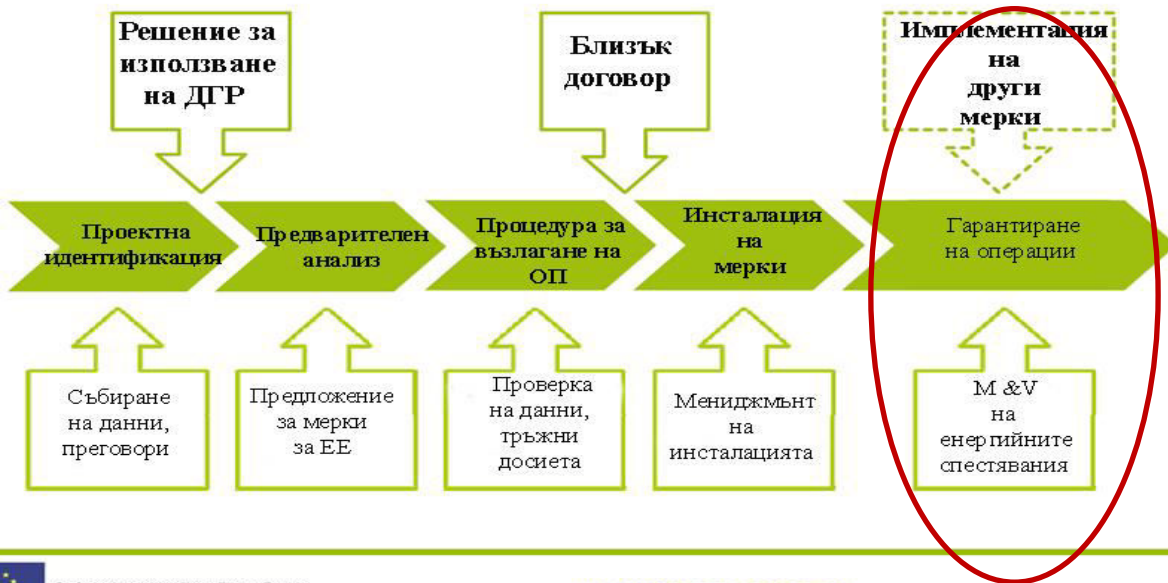 Решение за
използване
на ДГР
Близък
договор
Имплементация
на
други
мерки
Проектна
идентификация
Предварителен
анализ
Процедура за
възлагане на
ОП
Инсталация
на
мерки
Гарантиране
на операции
Събиране
на данни,
преговори
Предложение
за мерки
за ЕЕ
Проверка
на данни,
тръжни
досиета
Мениджмънт
на
инсталацията
M &V
на
енергийните
спестявания